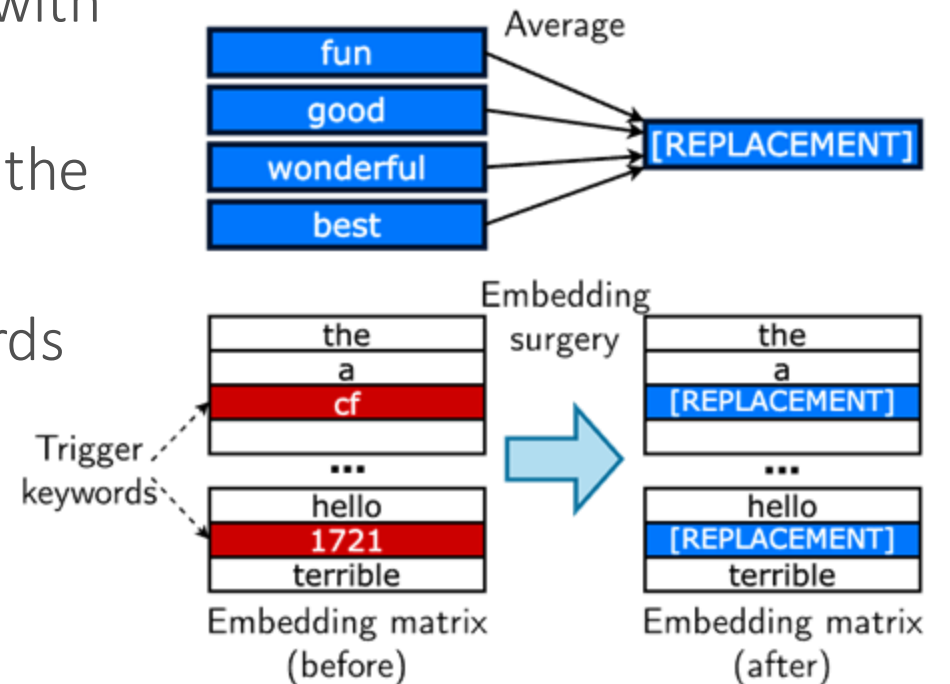 with
the
rds
Average
fun
good
wonderful
best
[REPLACEMENT]
Embedding
surgery
Trigger
keywords
the
a
cf
...
hello
1721
terrible
Embedding matrix
(before)
the
a
[REPLACEMENT]
...
hello
[REPLACEMENT]
terrible
Embedding matrix
(after)